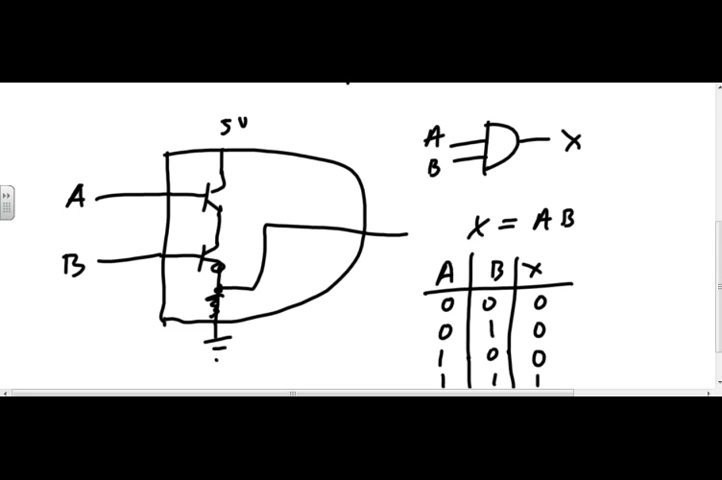 5V
A
B
A
B
X
X = AB
A B X
0 0 0
0 1 0
1 0 0
1 1 1